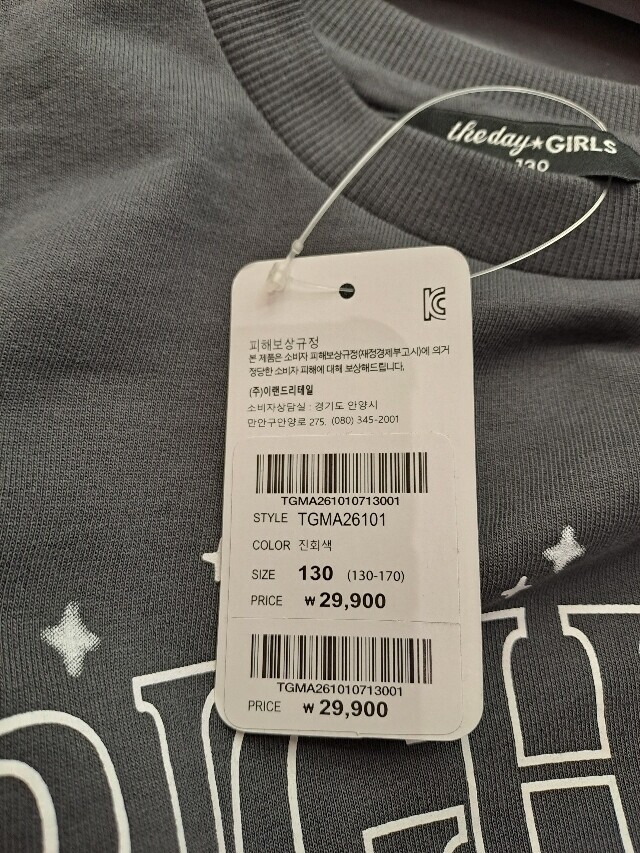 theday★GIRLS
130
피해보상규정
본 제품은 소비자 피해보상규정(재정경제부고시)에 의거
정당한 소비자 피해에 대해 보상해드립니다.
(주)이랜드리테일
소비자상담실 : 경기도 안양시
만안구안양로 275. (080) 345-2001
TGMA261010713001
STYLE TGMA26101
COLOR 진회색
SIZE 130 (130-170)
PRICE ₩ 29,900
TGMA261010713001
PRICE ₩ 29,900